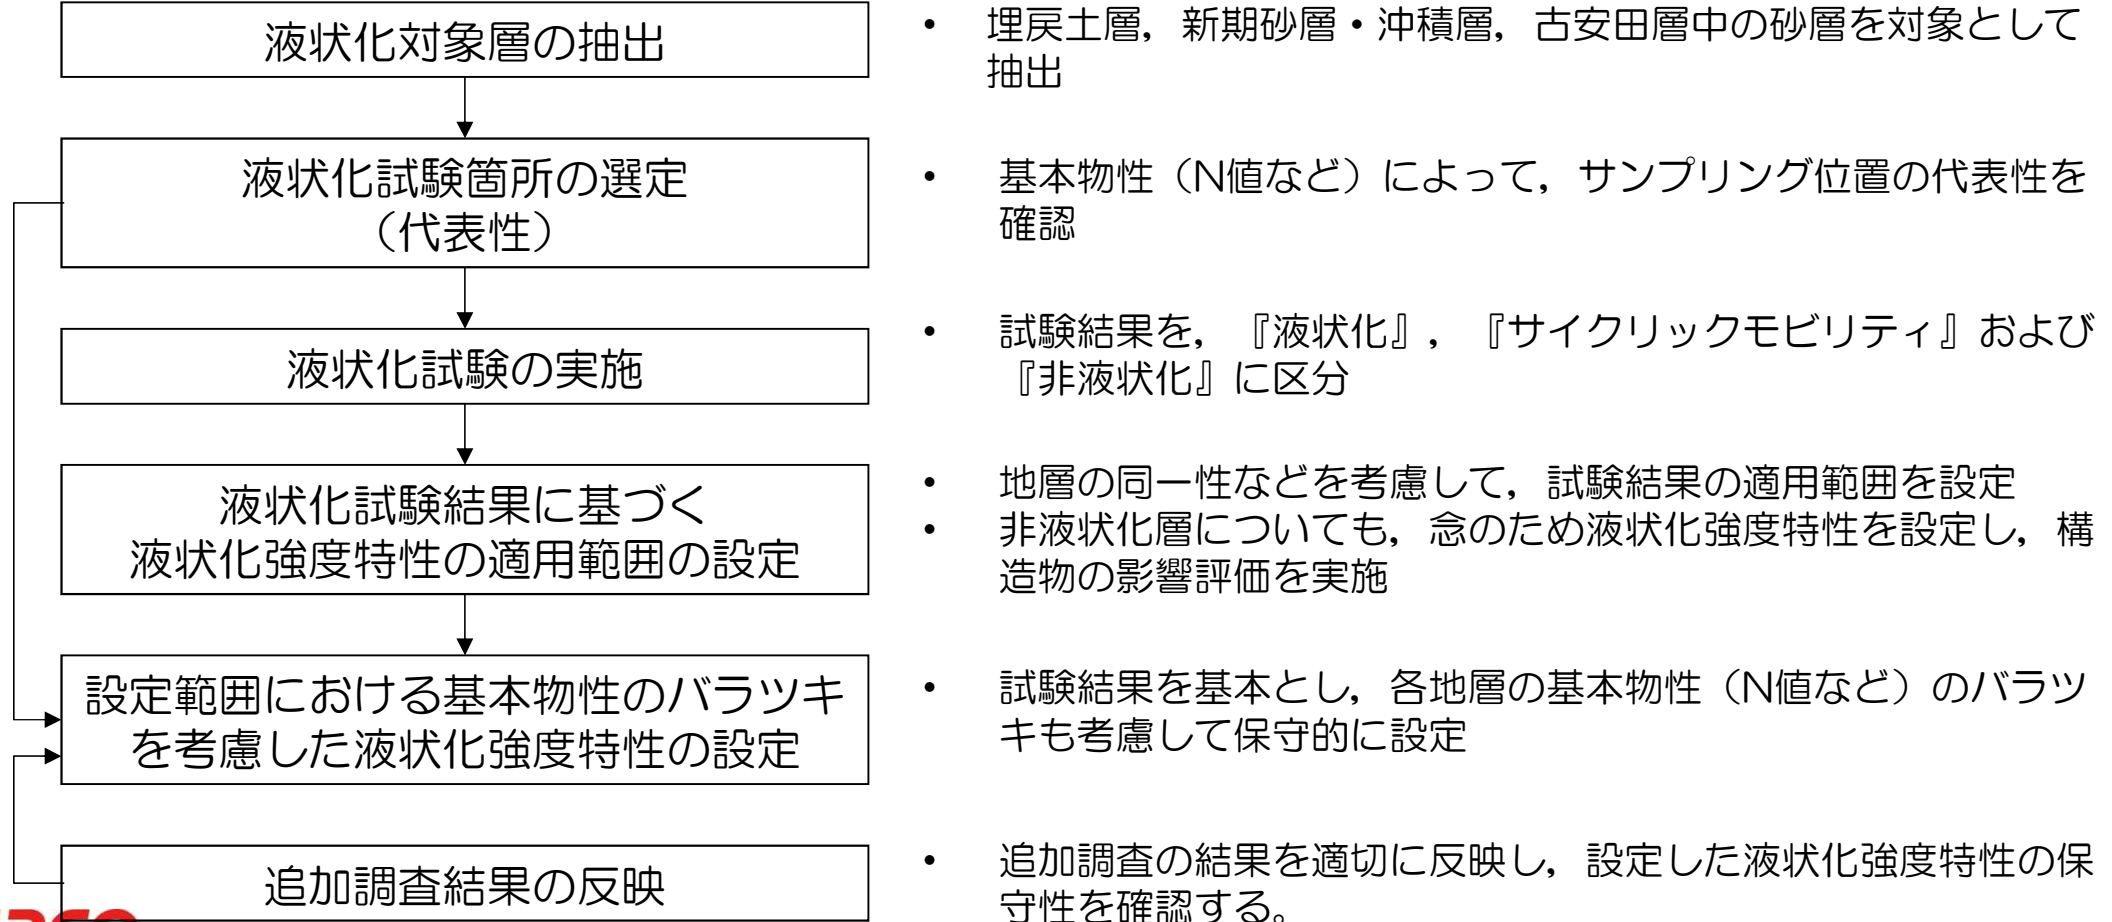 液状化対象層の抽出
• 埋戻土層，新期砂層・沖積層，古安田層中の砂層を対象として
抽出
液状化試験箇所の選定
（代表性）
• 基本物性（N値など）によって，サンプリング位置の代表性を
確認
液状化試験の実施
• 試験結果を，『液状化』，『サイクリックモビリティ』および
『非液状化』に区分
液状化試験結果に基づく
液状化強度特性の適用範囲の設定
• 地層の同一性などを考慮して，試験結果の適用範囲を設定
• 非液状化層についても，念のため液状化強度特性を設定し，構
造物の影響評価を実施
設定範囲における基本物性のバラツキ
を考慮した液状化強度特性の設定
• 試験結果を基本とし，各地層の基本物性（N値など）のバラツ
キも考慮して保守的に設定
追加調査結果の反映
• 追加調査の結果を適切に反映し，設定した液状化強度特性の保
守性を確認する。